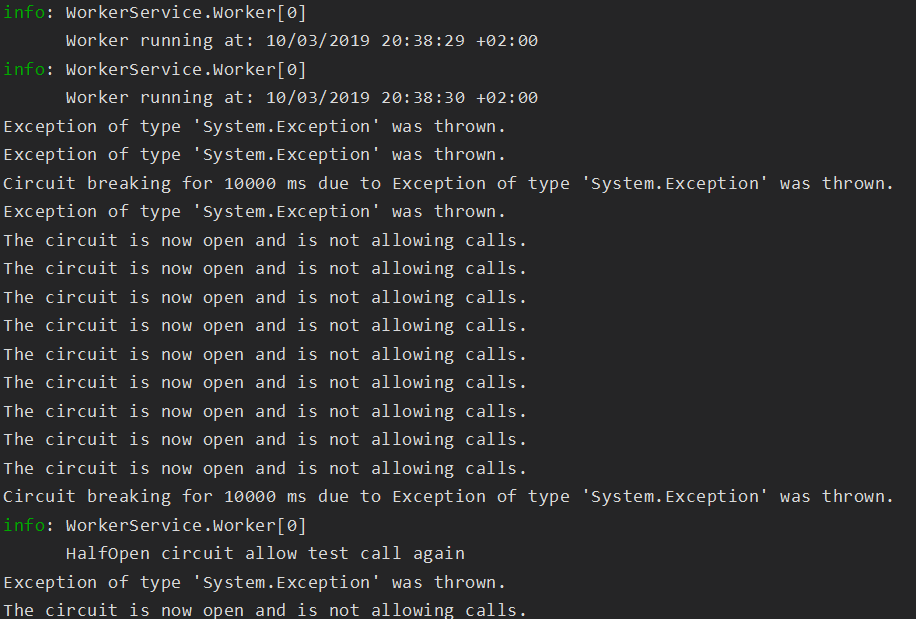 info: WorkerService.Worker[0]
Worker running at: 10/03/2019 20:38:29 +02:00
info: WorkerService.Worker[0]
Worker running at: 10/03/2019 20:38:30 +02:00
Exception of type 'System.Exception' was thrown.
Exception of type 'System.Exception' was thrown.
Circuit breaking for 10000 ms due to Exception of type 'System.Exception' was thrown.
Exception of type 'System.Exception' was thrown.
The circuit is now open and is not allowing calls.
The circuit is now open and is not allowing calls.
The circuit is now open and is not allowing calls.
The circuit is now open and is not allowing calls.
The circuit is now open and is not allowing calls.
The circuit is now open and is not allowing calls.
The circuit is now open and is not allowing calls.
The circuit is now open and is not allowing calls.
The circuit is now open and is not allowing calls.
Circuit breaking for 10000 ms due to Exception of type 'System.Exception' was thrown.
info: WorkerService.Worker[0]
HalfOpen circuit allow test call again
Exception of type 'System.Exception' was thrown.
The circuit is now open and is not allowing calls.